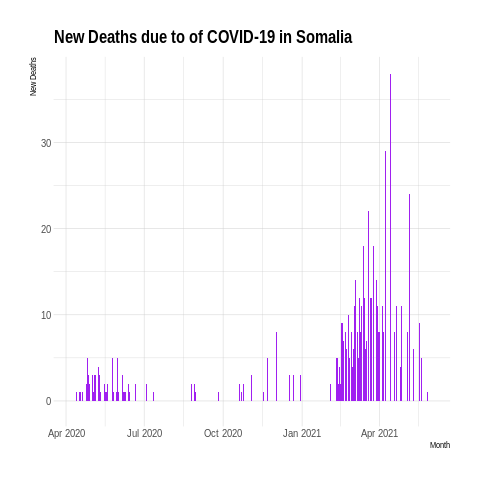 New Deaths due to of COVID-19 in Somalia
New Deaths
30
20
10
0
Apr 2020 Jul 2020 Oct 2020 Jan 2021 Apr 2021
Month